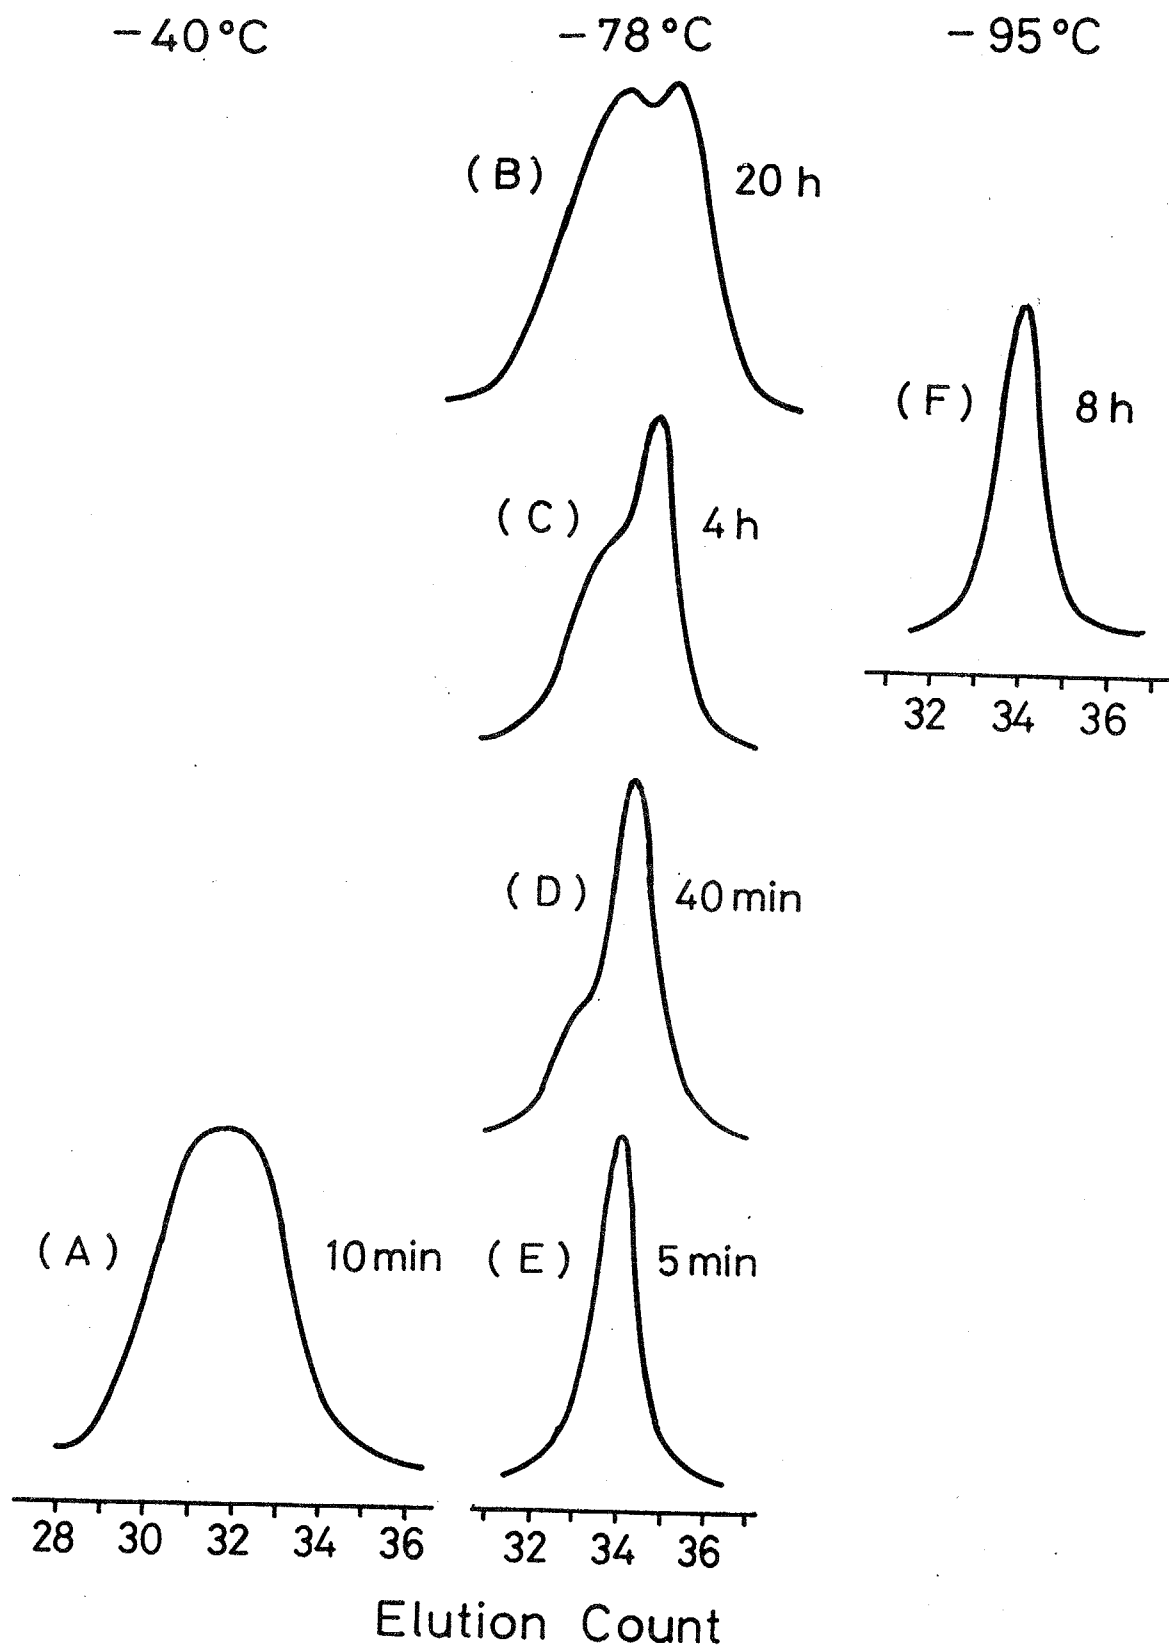 -40°C -78°C -95°C
(B) 20 h
(F) 8 h
(C) 4 h
(D) 40 min
(A) 10 min (E) 5 min
32 34 36
28 30 32 34 36 32 34 36
Elution Count